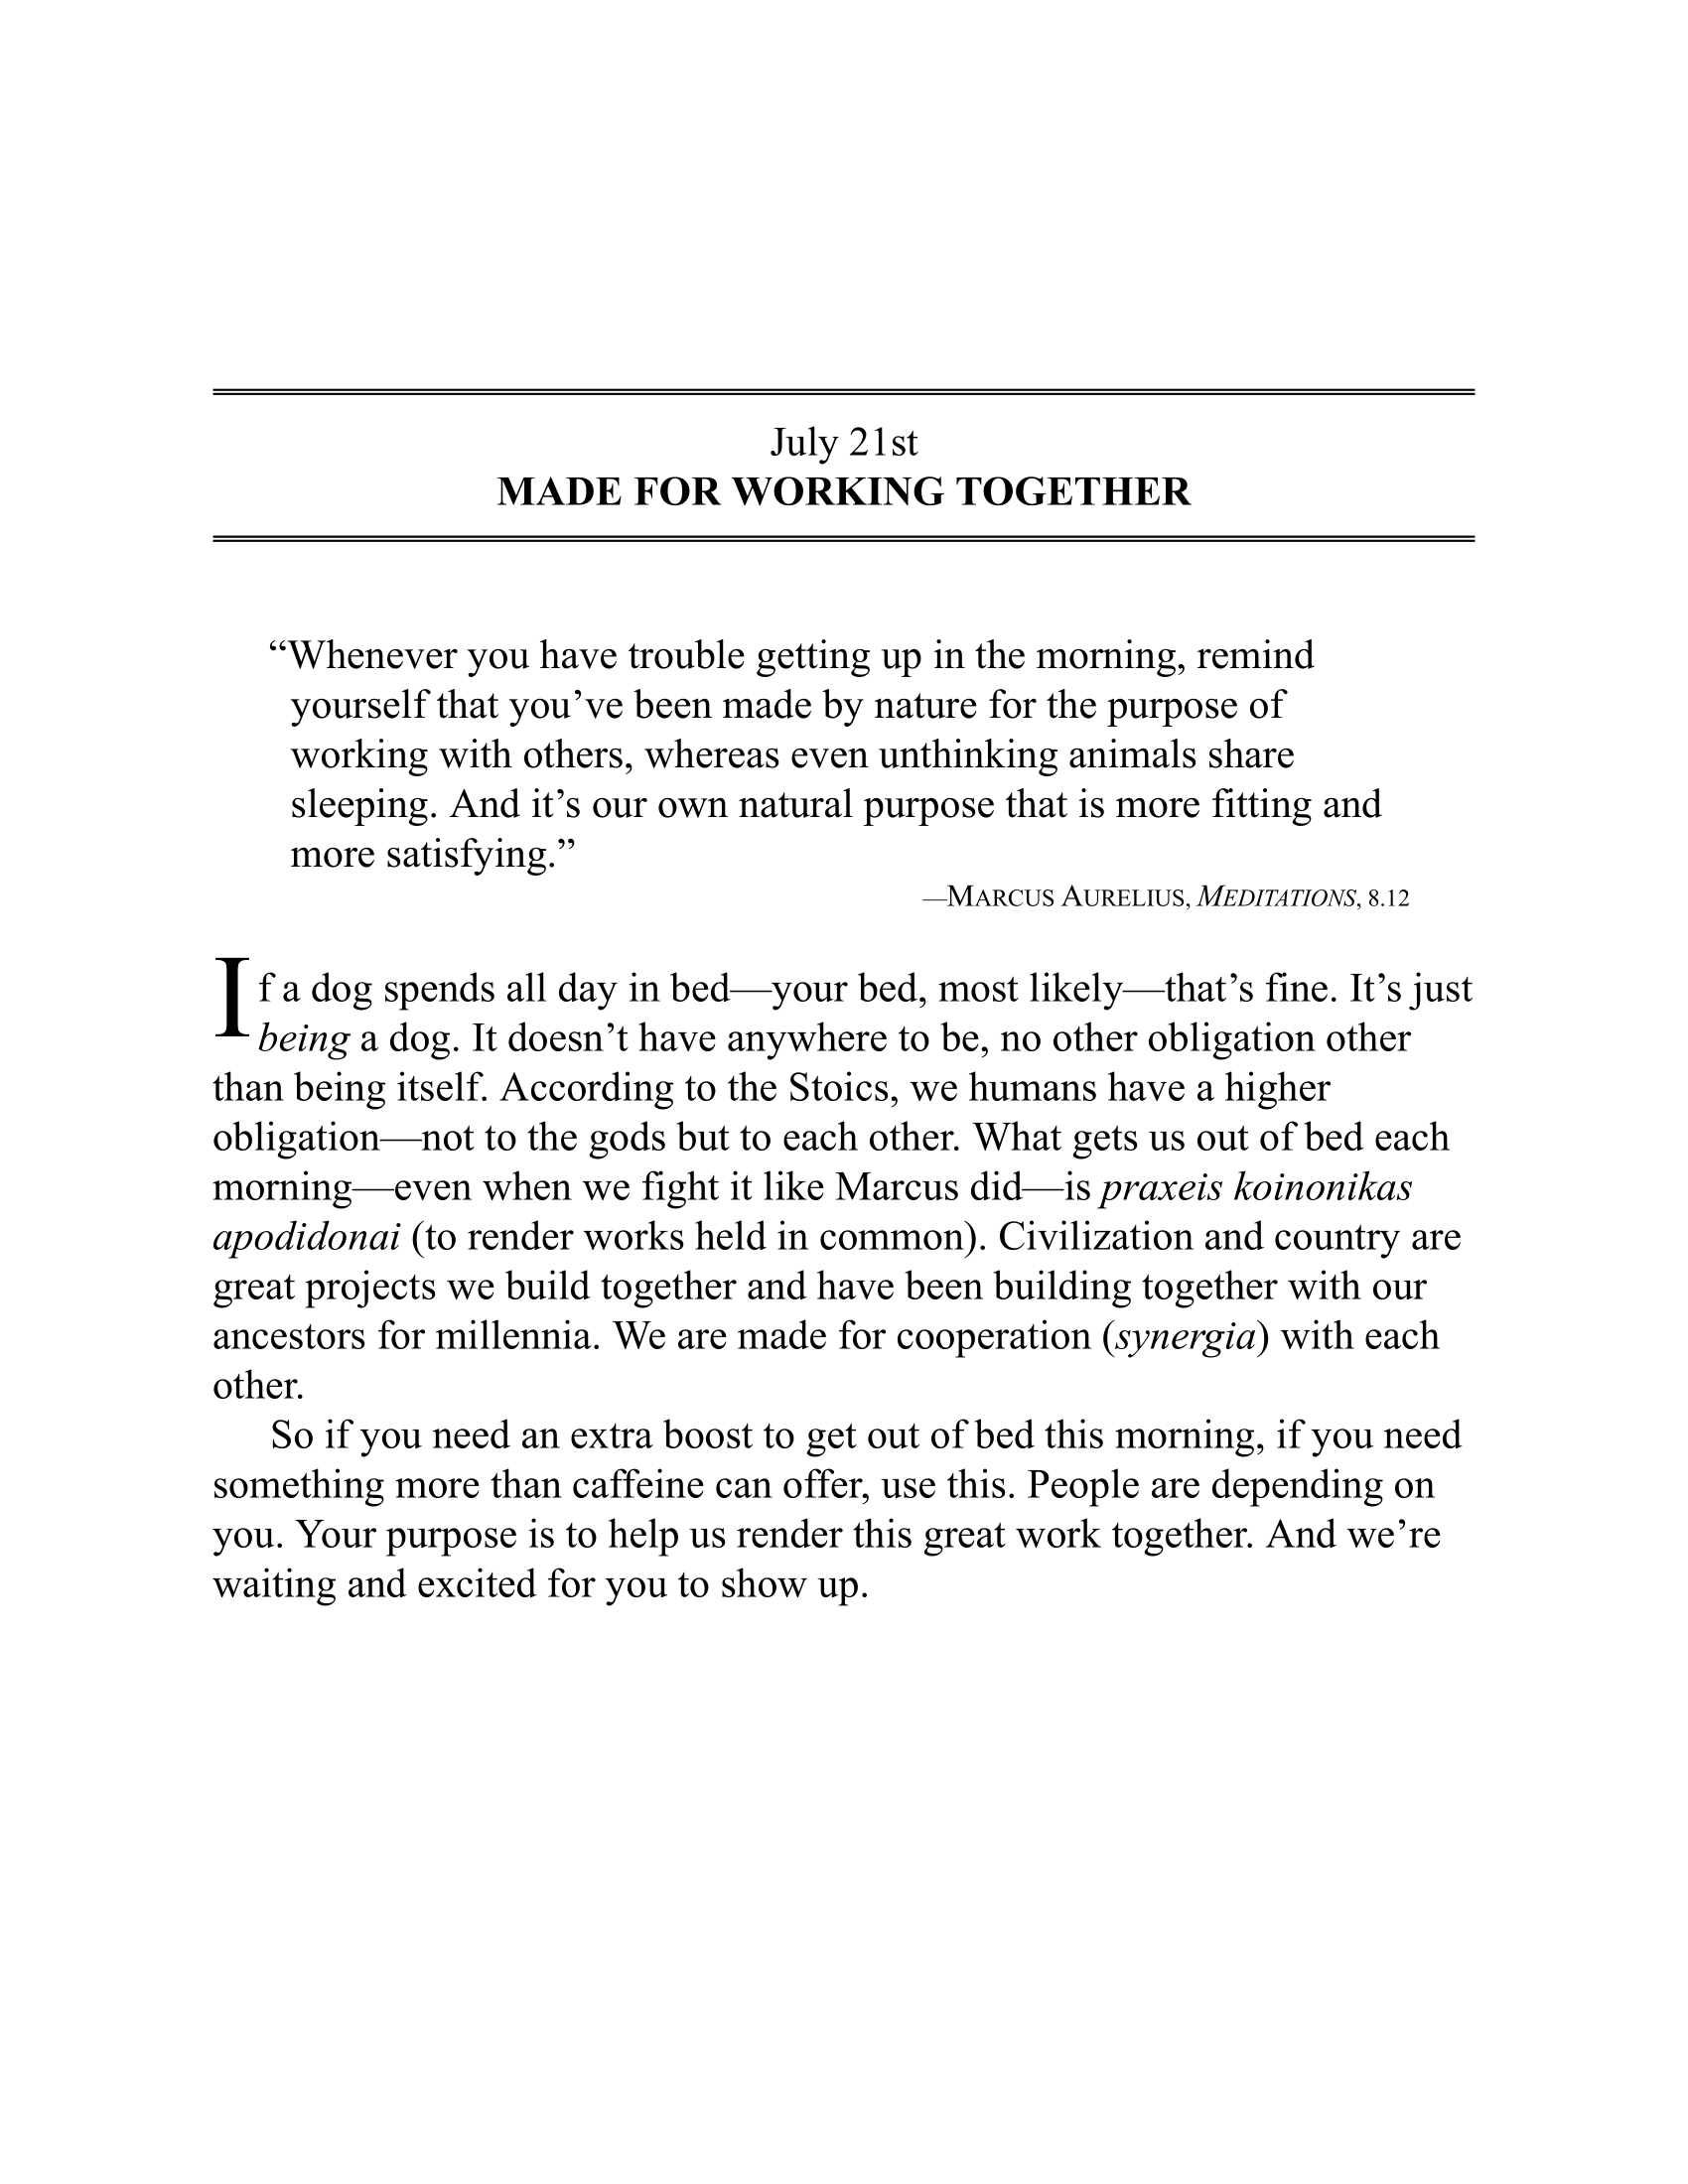 July 21st
MADE FOR WORKING TOGETHER
“Whenever you have trouble getting up in the morning, remind
yourself that you’ve been made by nature for the purpose of
working with others, whereas even unthinking animals share
sleeping. And it’s our own natural purpose that is more fitting and
more satisfying.”
—MARCUS AURELIUS, MEDITATIONS, 8.12
If a dog spends all day in bed—your bed, most likely—that’s fine. It’s just
being a dog. It doesn’t have anywhere to be, no other obligation other
than being itself. According to the Stoics, we humans have a higher
obligation—not to the gods but to each other. What gets us out of bed each
morning—even when we fight it like Marcus did—is praxeis koinonikas
apodidonai (to render works held in common). Civilization and country are
great projects we build together and have been building together with our
ancestors for millennia. We are made for cooperation (synergia) with each
other.
So if you need an extra boost to get out of bed this morning, if you need
something more than caffeine can offer, use this. People are depending on
you. Your purpose is to help us render this great work together. And we’re
waiting and excited for you to show up.